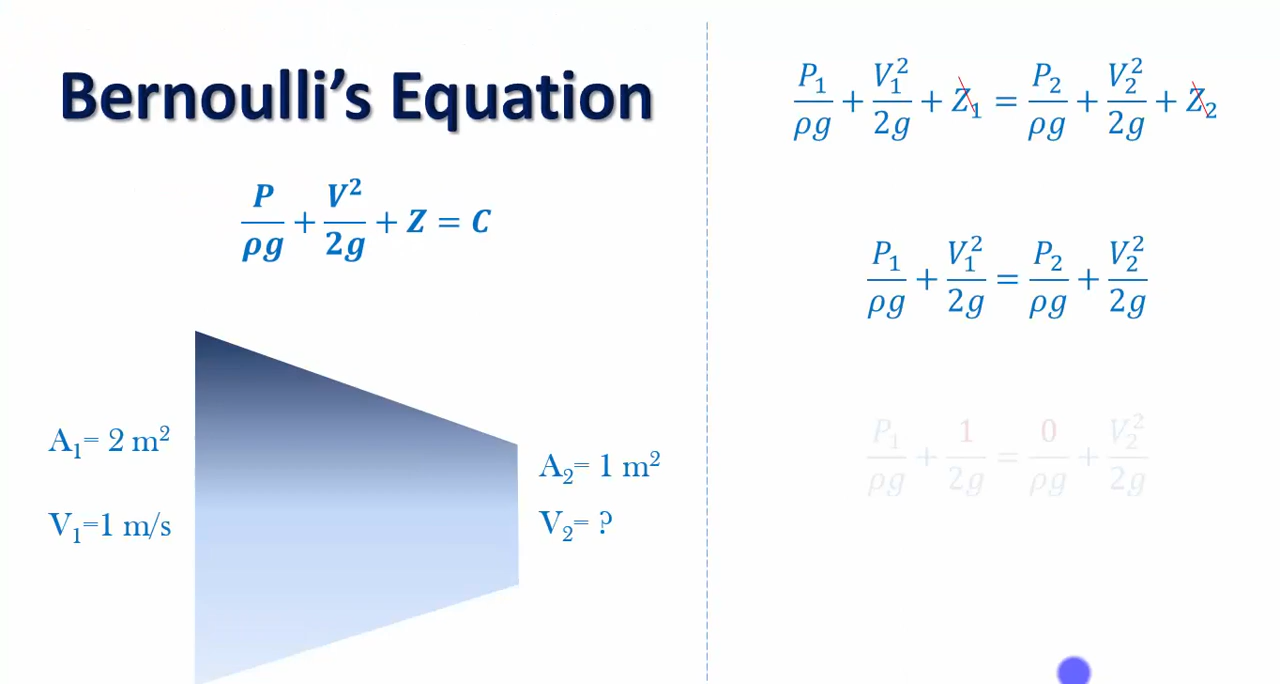 Bernoulli's Equation
P/ρg + V²/2g + Z = C
A₁= 2 m²
V₁=1 m/s
A₂= 1 m²
V₂= ?
P₁/ρg + V₁²/2g + Z₁ = P₂/ρg + V₂²/2g + Z₂
P₁/ρg + V₁²/2g = P₂/ρg + V₂²/2g
P₁/ρg + 1/2g = 0/ρg + V₂²/2g